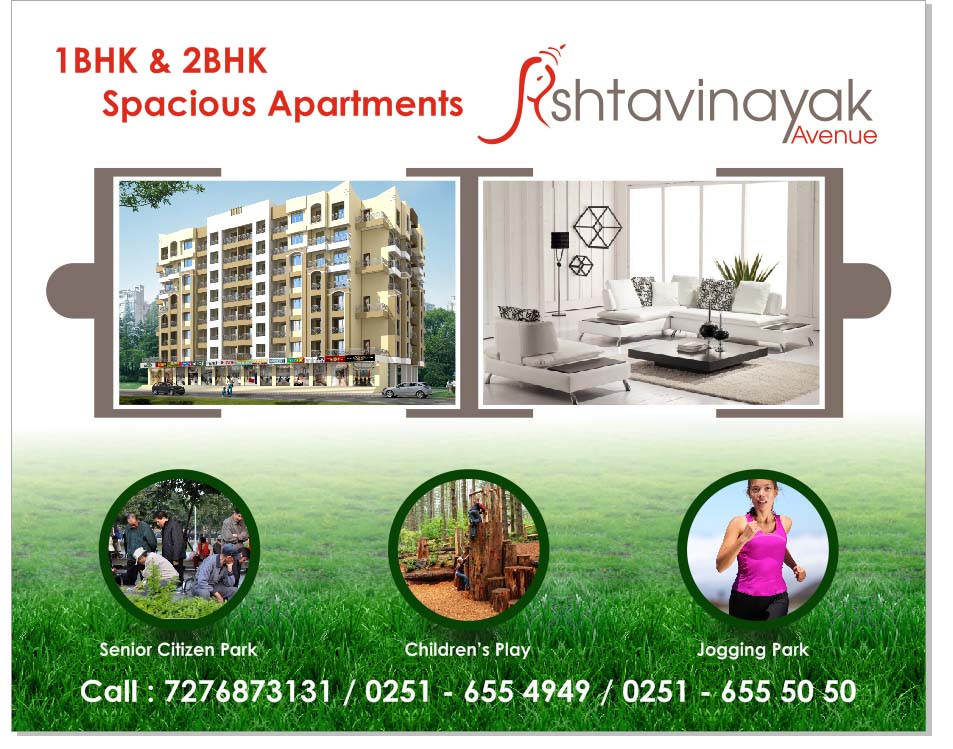 1BHK & 2BHK
Spacious Apartments
Ashtavinayak
Avenue
Senior Citizen Park
Children's Play
Jogging Park
Call : 7276873131 / 0251 - 655 4949 / 0251 - 655 50 50